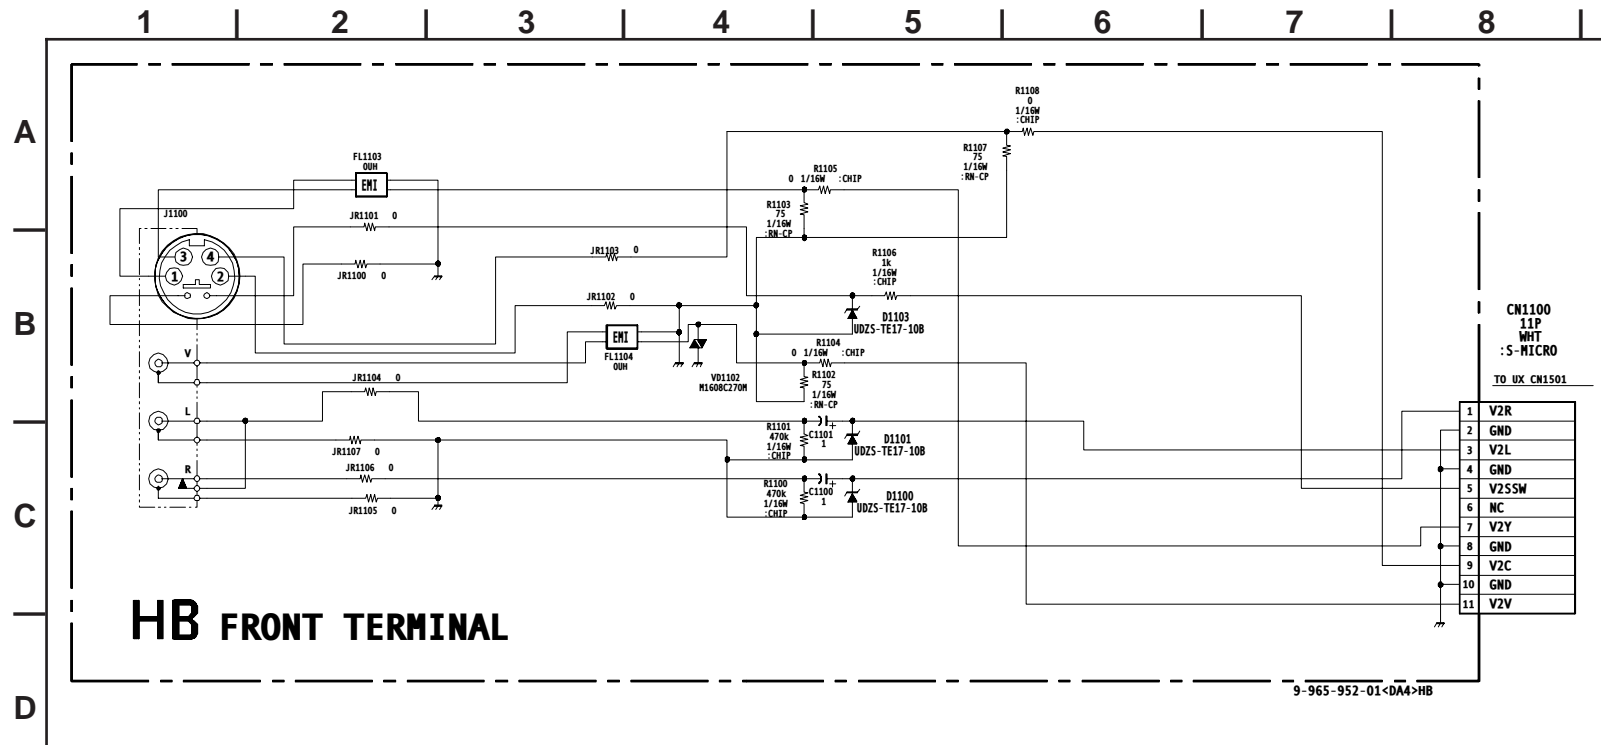 1 2 3 4 5 6 7 8
A
B
C
D
R1108
0
1/16W
:CHIP
R1107
75
1/16W
:RN-CP
FL1103
0UH
EMI
R1105
0 1/16W :CHIP
R1103
75
1/16W
:RN-CP
J1100
JR1101 0
JR1103 0
JR1100 0
3 4
1 2
R1106
1k
1/16W
:CHIP
JR1102 0
D1103
UDZS-TE17-10B
EMI
FL1104
0UH
R1104
0 1/16W :CHIP
V
VD1102
M1608C270M
R1102
75
1/16W
:RN-CP
JR1104 0
L
R1101
470k
1/16W
:CHIP
C1101
1
+
D1101
UDZS-TE17-10B
JR1107 0
R
JR1106 0
R1100
470k
1/16W
:CHIP
C1100
1
+
D1100
UDZS-TE17-10B
JR1105 0
CN1100
11P
WHT
:S-MICRO
TO UX CN1501
1 V2R
2 GND
3 V2L
4 GND
5 V2SSW
6 NC
7 V2Y
8 GND
9 V2C
10 GND
11 V2V
HB FRONT TERMINAL
9-965-952-01<DA4>HB